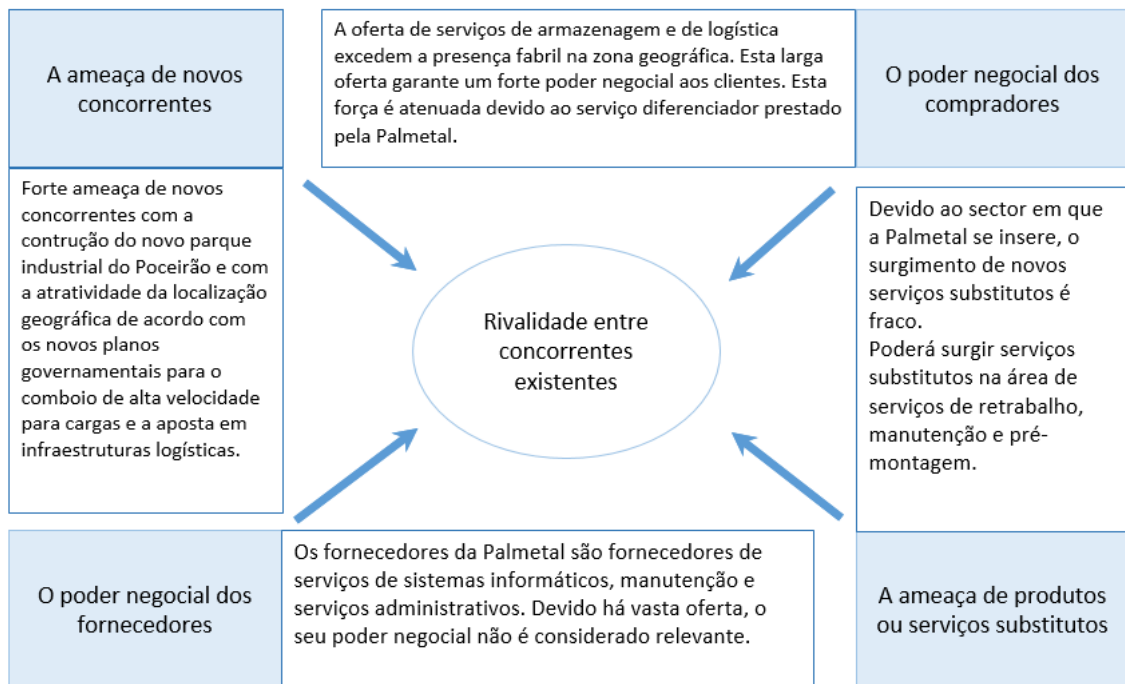 A ameaça de novos
concorrentes
A oferta de serviços de armazenagem e de logística
excedem a presença fabril na zona geográfica. Esta larga
oferta garante um forte poder negocial aos clientes. Esta
força é atenuada devido ao serviço diferenciador prestado
pela Palmetal.
O poder negocial dos
compradores
Forte ameaça de novos
concorrentes com a
contrução do novo parque
industrial do Poceirão e com
a atratividade da localização
geográfica de acordo com
os novos planos
governamentais para o
comboio de alta velocidade
para cargas e a aposta em
infraestruturas logísticas.
Rivalidade entre
concorrentes
existentes
Devido ao sector em que
a Palmetal se insere, o
surgimento de novos
serviços substitutos é
fraco.
Poderá surgir serviços
substitutos na área de
serviços de retrabalho,
manutenção e pré-
montagem.
O poder negocial dos
fornecedores
Os fornecedores da Palmetal são fornecedores de
serviços de sistemas informáticos, manutenção e
serviços administrativos. Devido há vasta oferta, o
seu poder negocial não é considerado relevante.
A ameaça de produtos
ou serviços substitutos